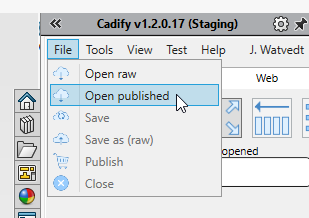 Cadify v1.2.0.17 (Staging)
File Tools View Test Help J. Watvedt
Open raw
Web
Open published
Save
opened
Save as (raw)
Publish
Close